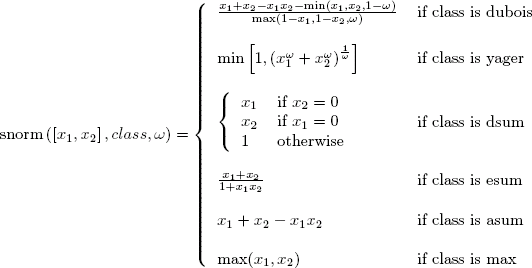 snorm ([x₁, x₂], class, ω) = {
(x₁+x₂−x₁x₂−min(x₁,x₂,1−ω)) / (max(1−x₁,1−x₂,ω)) if class is dubois
min [1, (x₁^ω + x₂^ω)^(1/ω)] if class is yager
{ x₁ if x₂ = 0
x₂ if x₁ = 0 if class is dsum
1 otherwise
(x₁+x₂) / (1+x₁x₂) if class is esum
x₁ + x₂ − x₁x₂ if class is asum
max(x₁, x₂) if class is max